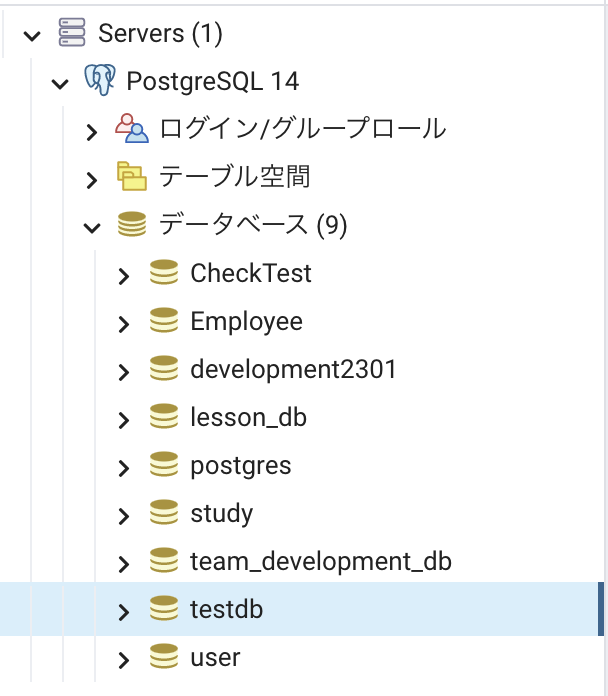 Servers (1)
PostgreSQL 14
ログイン/グループロール
テーブル空間
データベース (9)
CheckTest
Employee
development2301
lesson_db
postgres
study
team_development_db
testdb
user